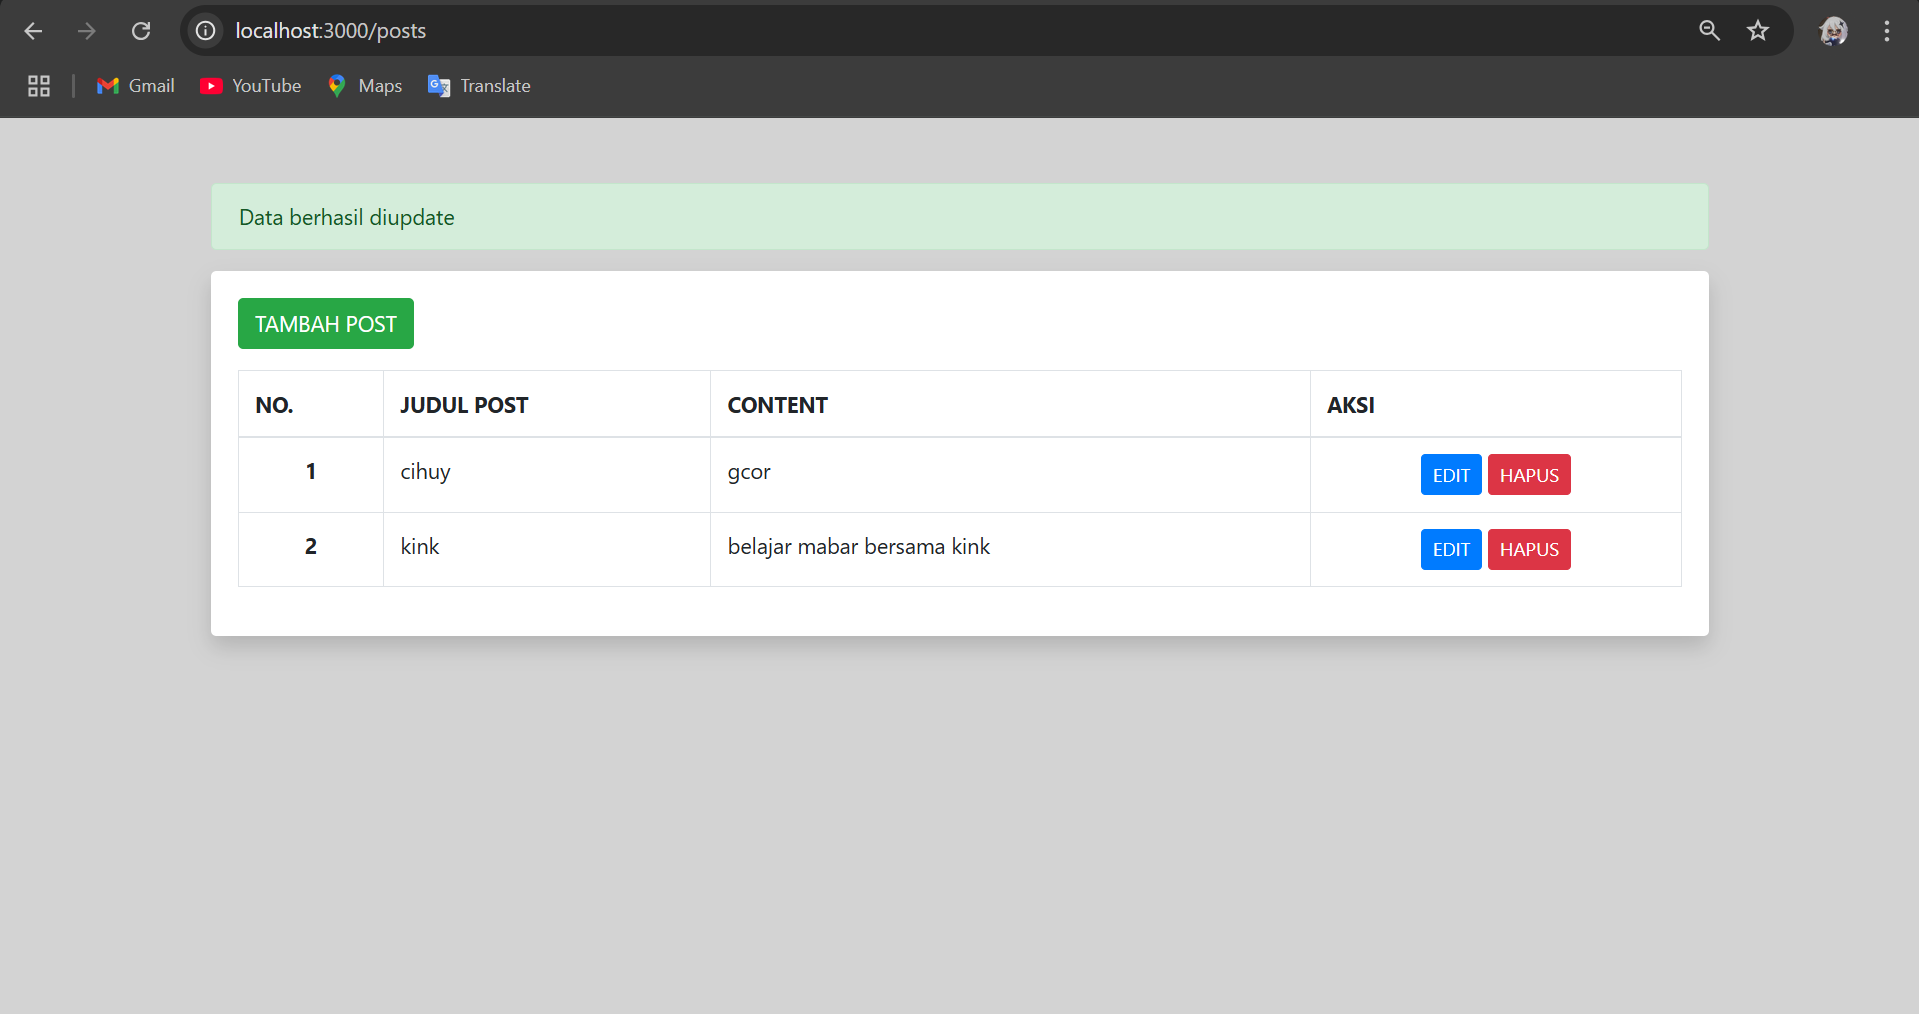 localhost:3000/posts
Gmail YouTube Maps Translate
Data berhasil diupdate
TAMBAH POST
NO. JUDUL POST CONTENT AKSI
1 cihuy gcor EDIT HAPUS
2 kink belajar mabar bersama kink EDIT HAPUS